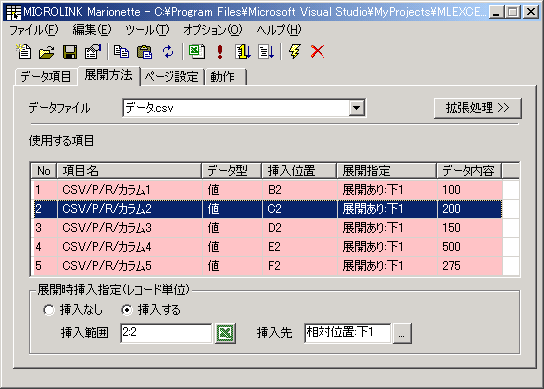 MICROLINK Marionette - C:¥Program Files¥Microsoft Visual Studio¥MyProjects¥MLEXCE...
ファイル(F) 編集(E) ツール(T) オプション(O) ヘルプ(H)
データ項目 展開方法 ページ設定 動作
データファイル データ.csv 拡張処理 >>
使用する項目
No 項目名 データ型 挿入位置 展開指定 データ内容
1 CSV/P/R/カラム1 値 B2 展開あり:下1 100
2 CSV/P/R/カラム2 値 C2 展開あり:下1 200
3 CSV/P/R/カラム3 値 D2 展開あり:下1 150
4 CSV/P/R/カラム4 値 E2 展開あり:下1 500
5 CSV/P/R/カラム5 値 F2 展開あり:下1 275
展開時挿入指定(レコード単位)
挿入なし 挿入する
挿入範囲 2:2 挿入先 相対位置:下1 ...